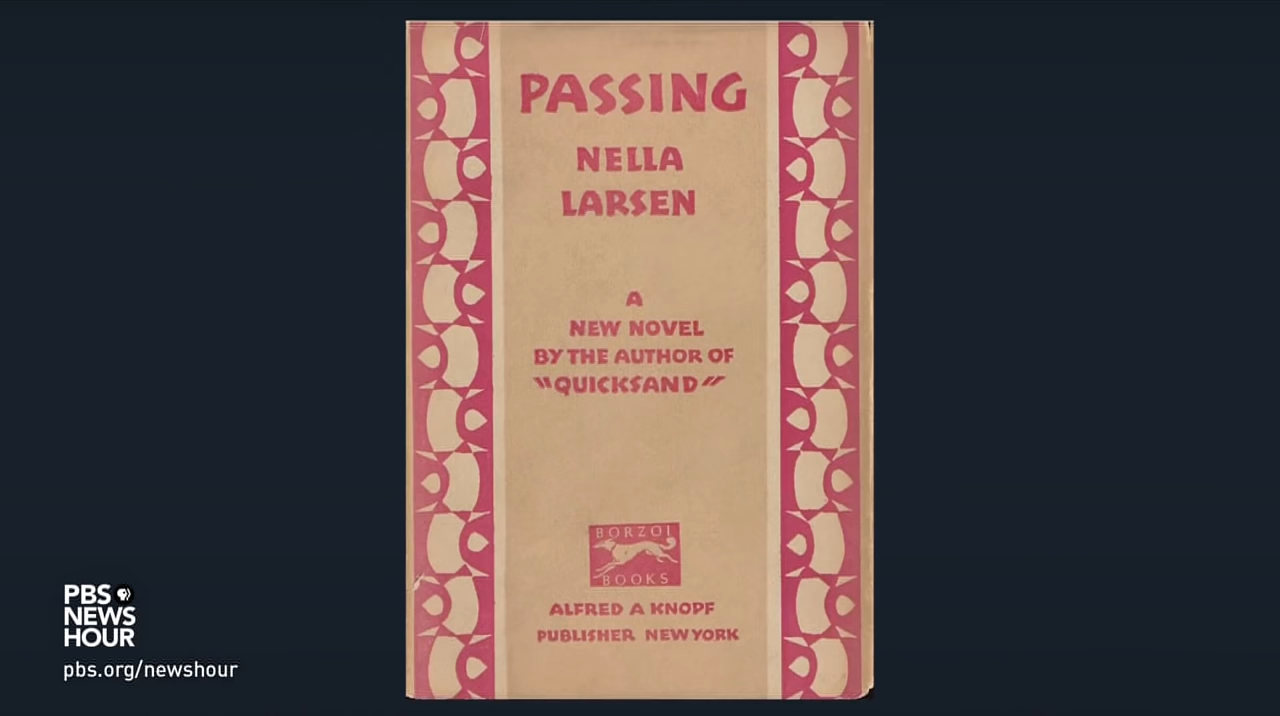 PASSING
NELLA
LARSEN
A
NEW NOVEL
BY THE AUTHOR OF
"QUICKSAND"
BORZOI
BOOKS
ALFRED A KNOPF
PUBLISHER NEW YORK
PBS
NEWS
HOUR
pbs.org/newshour